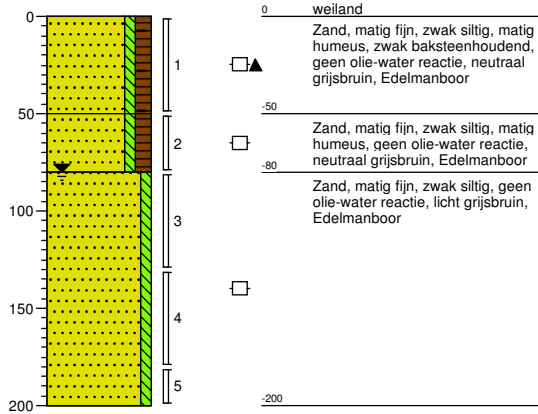 0
50
100
150
200
1
2
3
4
5
0 weiland
Zand, matig fijn, zwak siltig, matig
humeus, zwak baksteenhoudend,
geen olie-water reactie, neutraal
grijsbruin, Edelmanboor
-50
Zand, matig fijn, zwak siltig, matig
humeus, geen olie-water reactie,
neutraal grijsbruin, Edelmanboor
-80
Zand, matig fijn, zwak siltig, geen
olie-water reactie, licht grijsbruin,
Edelmanboor
-200